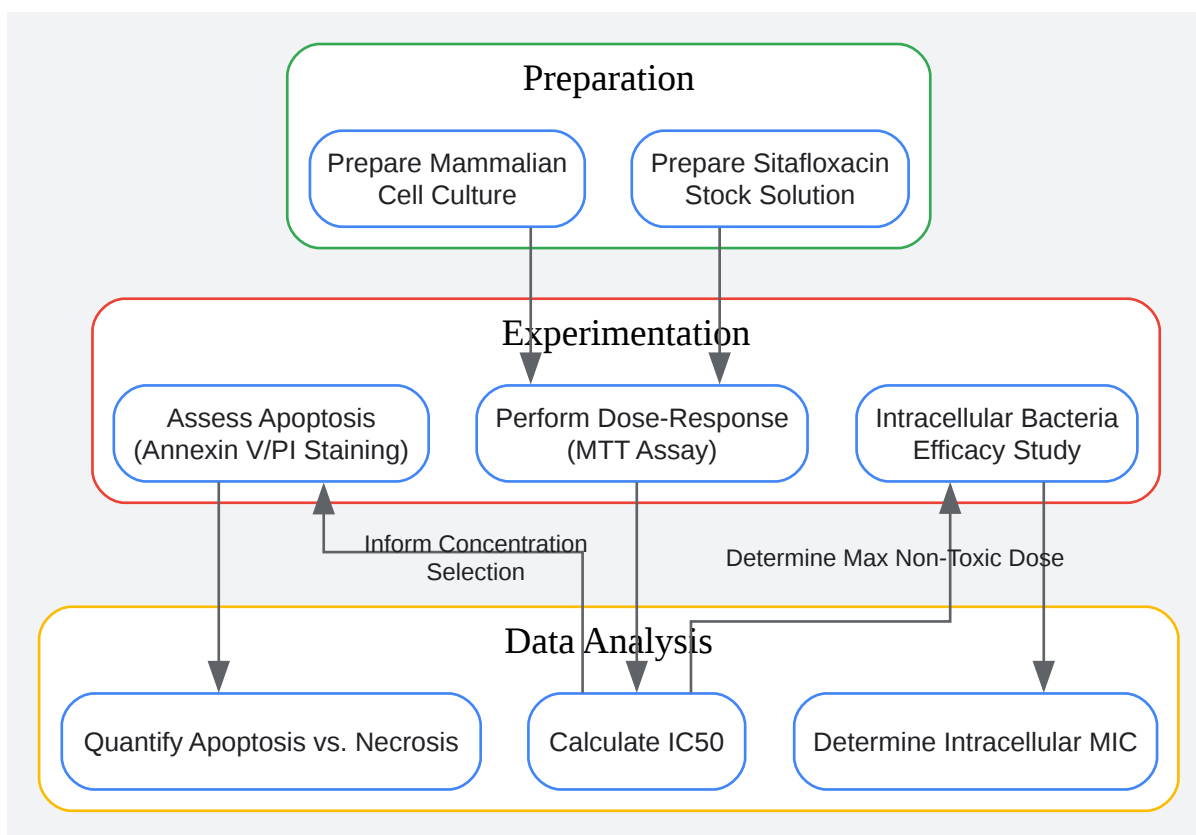 Preparation
Prepare Mammalian
Cell Culture
Prepare Sitafloxacin
Stock Solution
Experimentation
Assess Apoptosis
(Annexin V/PI Staining)
Perform Dose-Response
(MTT Assay)
Intracellular Bacteria
Efficacy Study
Inform Concentration
Selection
Determine Max Non-Toxic Dose
Data Analysis
Quantify Apoptosis vs. Necrosis
Calculate IC50
Determine Intracellular MIC